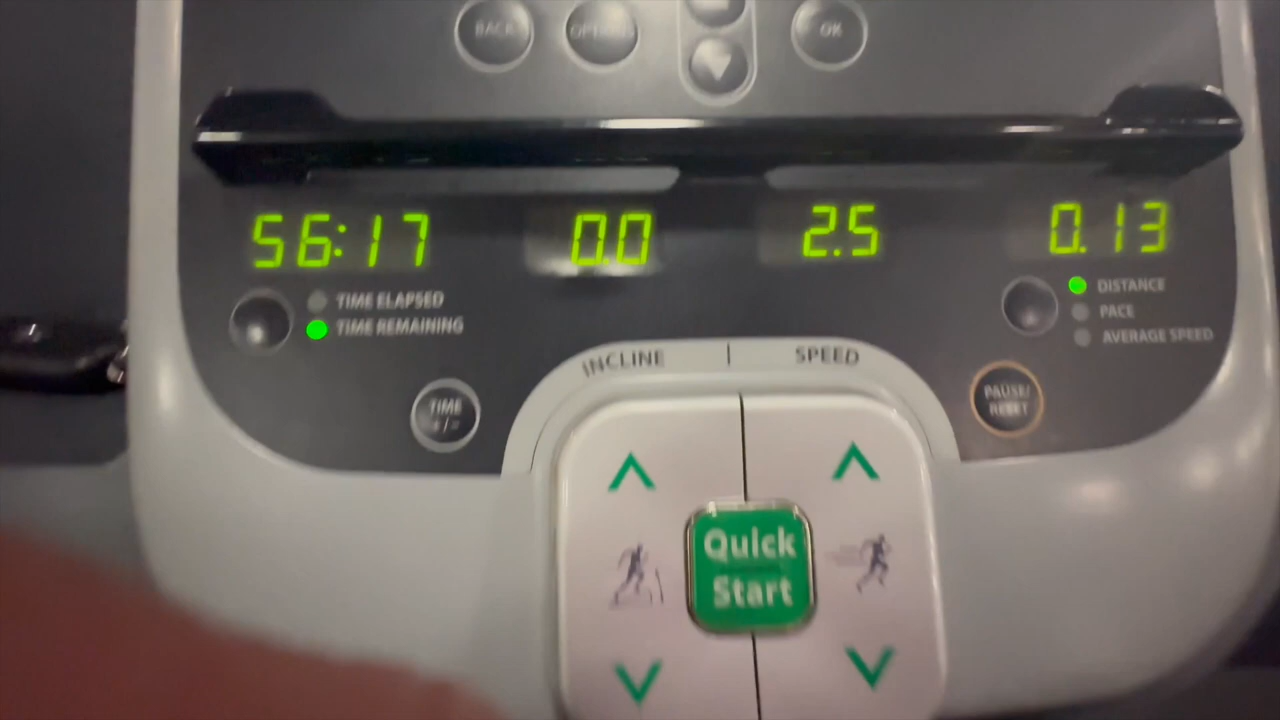 BACK OPTIONS OK
56:17 0.0 2.5 0.13
TIME ELAPSED
TIME REMAINING
DISTANCE
PACE
AVERAGE SPEED
INCLINE | SPEED
TIME
+/-
PAUSE/
RESET
Quick
Start